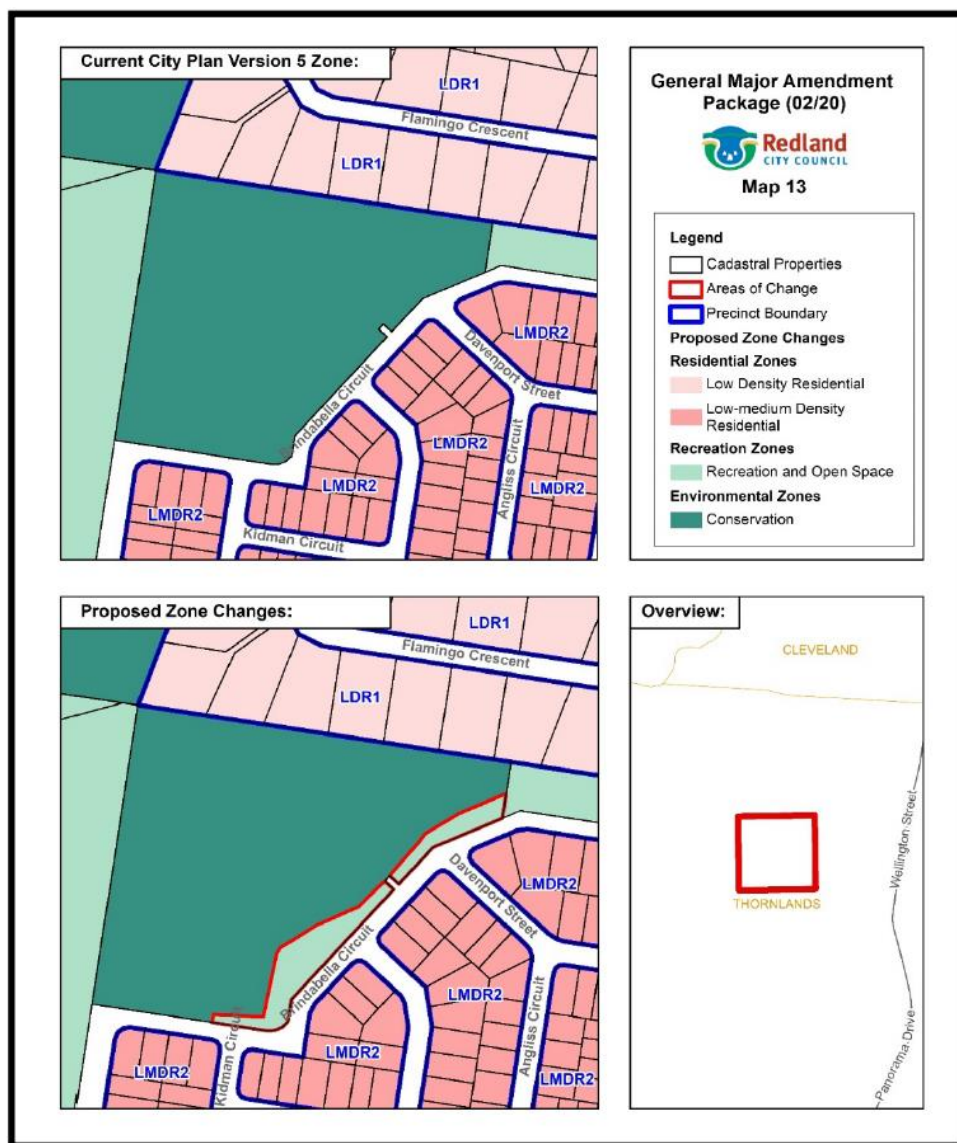 Current City Plan Version 5 Zone:
LDR1
Flamingo Crescent
LDR1
LMDR2
Davenport Street
Brindabella Circuit
LMDR2
Angliss Circuit
LMDR2
LMDR2
LMDR2
Kidman Circuit
General Major Amendment
Package (02/20)
Redland
CITY COUNCIL
Map 13
Legend
Cadastral Properties
Areas of Change
Precinct Boundary
Proposed Zone Changes
Residential Zones
Low Density Residential
Low-medium Density
Residential
Recreation Zones
Recreation and Open Space
Environmental Zones
Conservation
Proposed Zone Changes:
LDR1
Flamingo Crescent
LDR1
Davenport Street
LMDR2
Brindabella Circuit
LMDR2
Angliss Circuit
Kidman Circuit
LMDR2
LMDR2
LMDR2
Overview:
CLEVELAND
Wellington Street
THORNLANDS
Panorama Drive